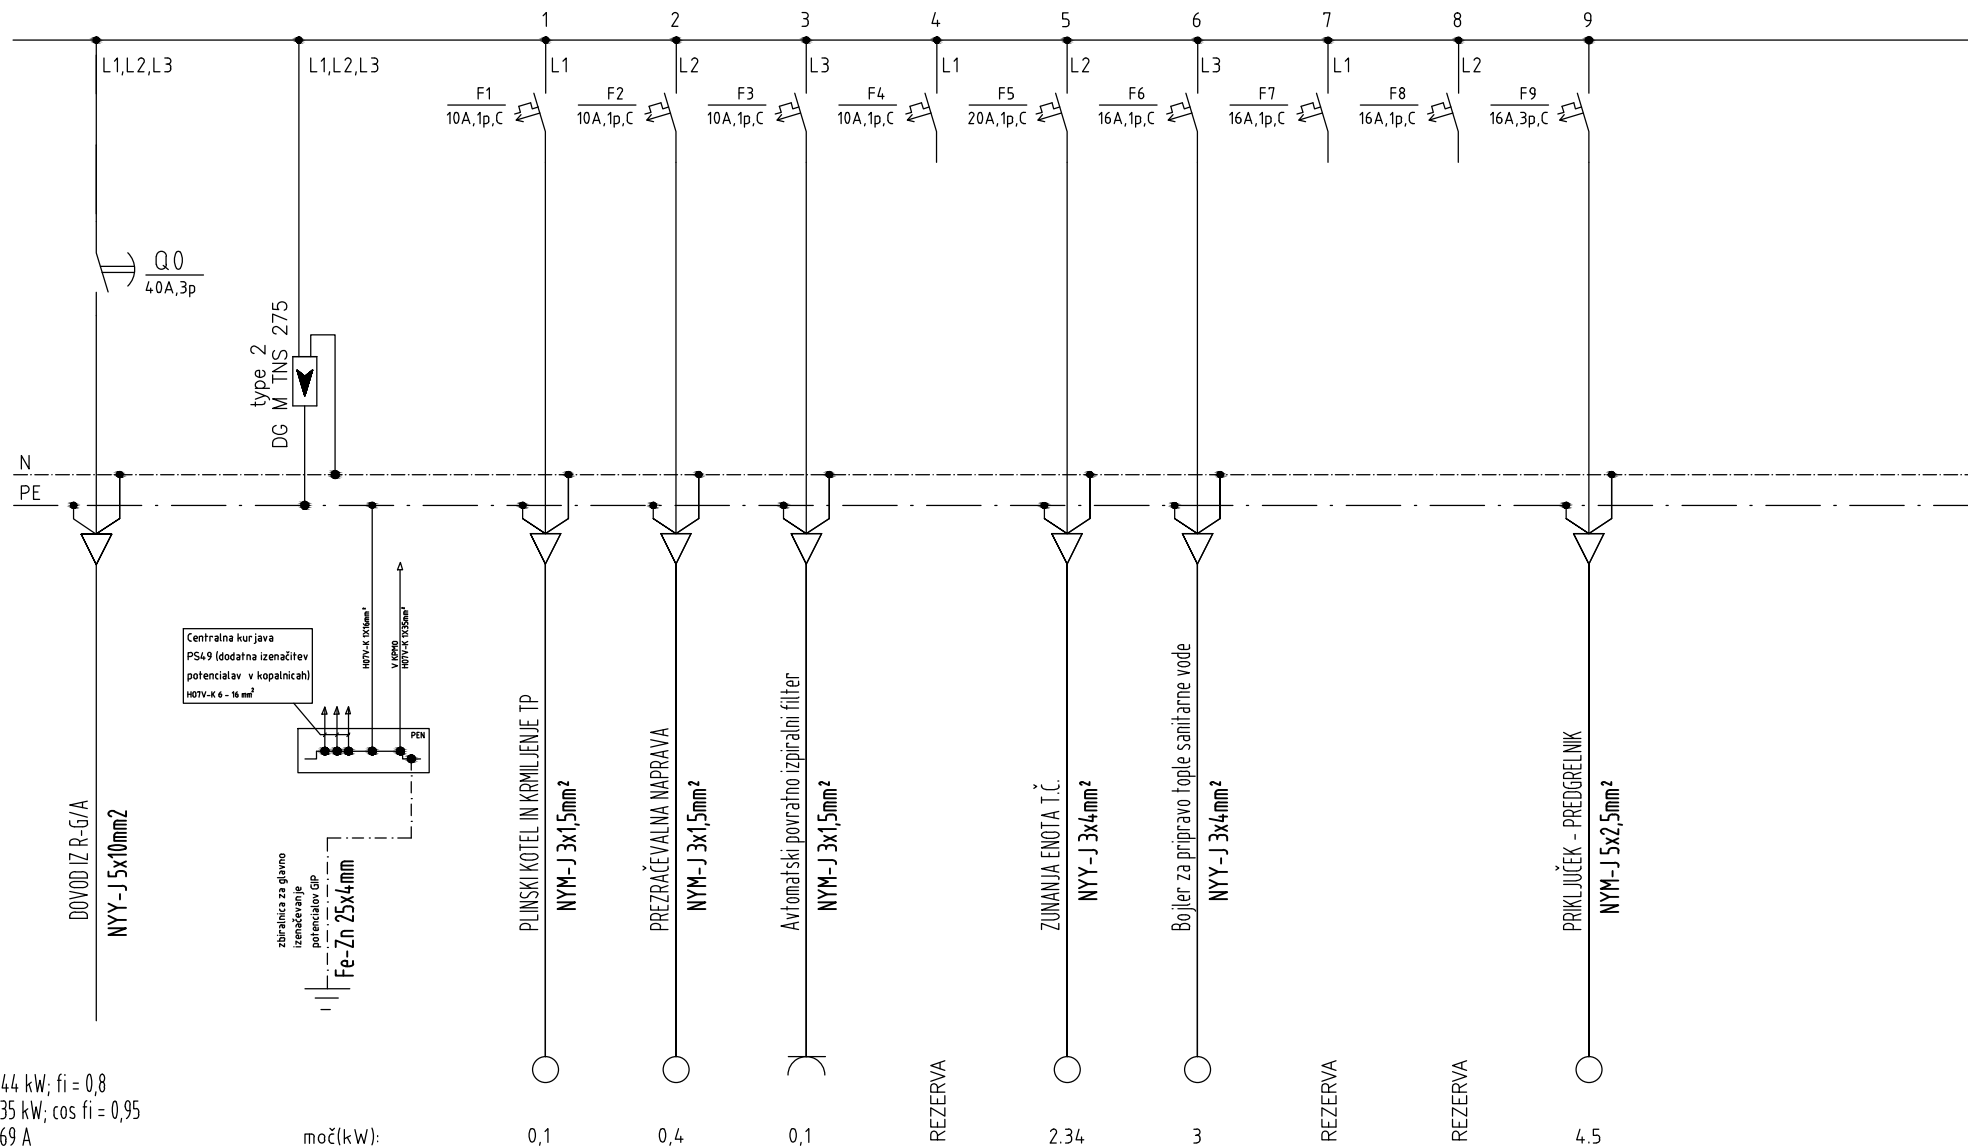 1 2 3 4 5 6 7 8 9
L1,L2,L3 L1,L2,L3 L1 L2 L3 L1 L2 L3 L1 L2
F1
10A,1p,C
F2
10A,1p,C
F3
10A,1p,C
F4
10A,1p,C
F5
20A,1p,C
F6
16A,1p,C
F7
16A,1p,C
F8
16A,1p,C
F9
16A,3p,C
Q0
40A,3p
type 2
DG M TNS 275
N
PE
Centralna kurjava
PS49 (dodatna izenačitev
potencialav v kopalnicah)
H07V-K 6 - 16 mm²
H07V-K 1X16mm²
V KPMO
H07V-K 1X35mm²
PEN
DOVOD IZ R-G/A
NYY-J 5x10mm2
zbiralnica za glavno
izenačevanje
potencialov GIP
Fe-Zn 25x4mm
PLINSKI KOTEL IN KRMILJENJE TP
NYM-J 3x1,5mm²
PREZRAČEVALNA NAPRAVA
NYM-J 3x1,5mm²
Avtomatski povratno izpiralni filter
NYM-J 3x1,5mm²
ZUNANJA ENOTA T.Č.
NYY-J 3x4mm²
Bojler za pripravo tople sanitarne vode
NYY-J 3x4mm²
PRIKLJUČEK - PREDGRELNIK
NYM-J 5x2,5mm²
REZERVA
REZERVA
REZERVA
44 kW; fi = 0,8
35 kW; cos fi = 0,95
69 A
moč(kW): 0,1 0,4 0,1 2.34 3 4.5